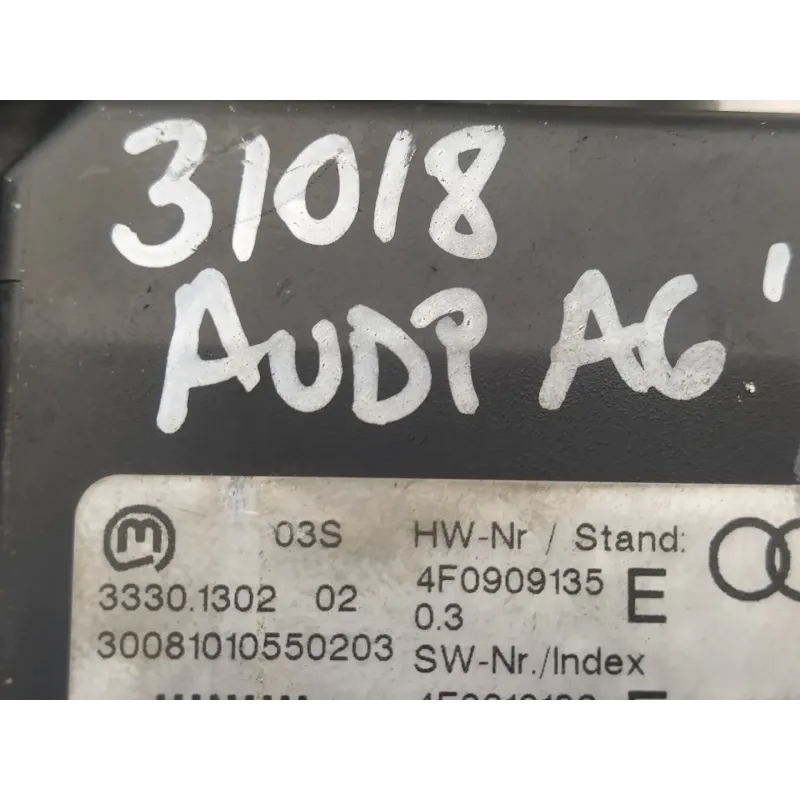 31018
AUDI A6 '
m 03S HW-Nr / Stand:
3330.1302 02 4F0909135 E
0.3
30081010550203 SW-Nr./Index